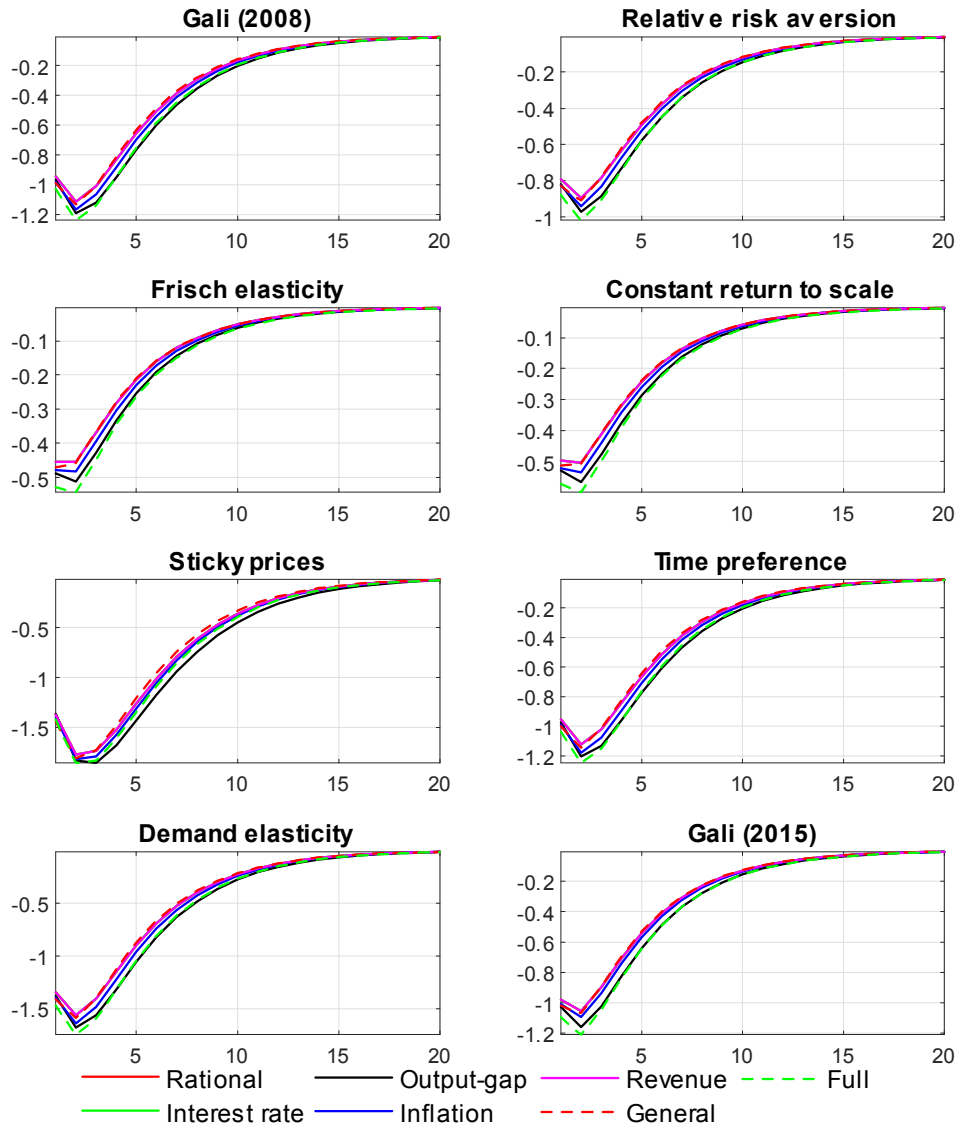 Gali (2008)
-0.2
-0.4
-0.6
-0.8
-1
-1.2
5 10 15 20
Relative risk aversion
-0.2
-0.4
-0.6
-0.8
-1
5 10 15 20
Frisch elasticity
-0.1
-0.2
-0.3
-0.4
-0.5
5 10 15 20
Constant return to scale
-0.1
-0.2
-0.3
-0.4
-0.5
5 10 15 20
Sticky prices
-0.5
-1
-1.5
5 10 15 20
Time preference
-0.2
-0.4
-0.6
-0.8
-1
-1.2
5 10 15 20
Demand elasticity
-0.5
-1
-1.5
5 10 15 20
Gali (2015)
-0.2
-0.4
-0.6
-0.8
-1
-1.2
5 10 15 20
Rational Output-gap Revenue Full
Interest rate Inflation General